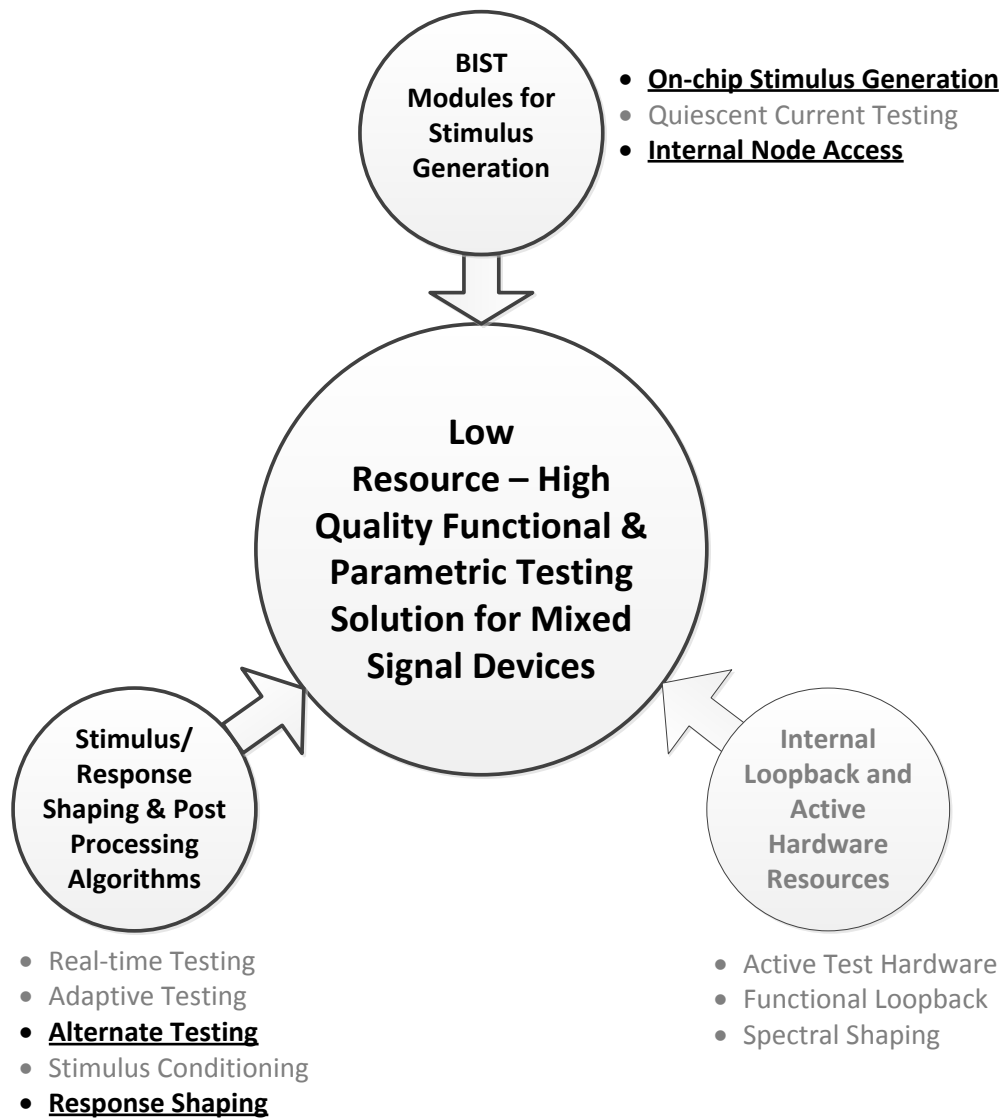 BIST
Modules for
Stimulus
Generation
• On-chip Stimulus Generation
• Quiescent Current Testing
• Internal Node Access
Low
Resource – High
Quality Functional &
Parametric Testing
Solution for Mixed
Signal Devices
Stimulus/
Response
Shaping & Post
Processing
Algorithms
• Real-time Testing
• Adaptive Testing
• Alternate Testing
• Stimulus Conditioning
• Response Shaping
Internal
Loopback and
Active
Hardware
Resources
• Active Test Hardware
• Functional Loopback
• Spectral Shaping